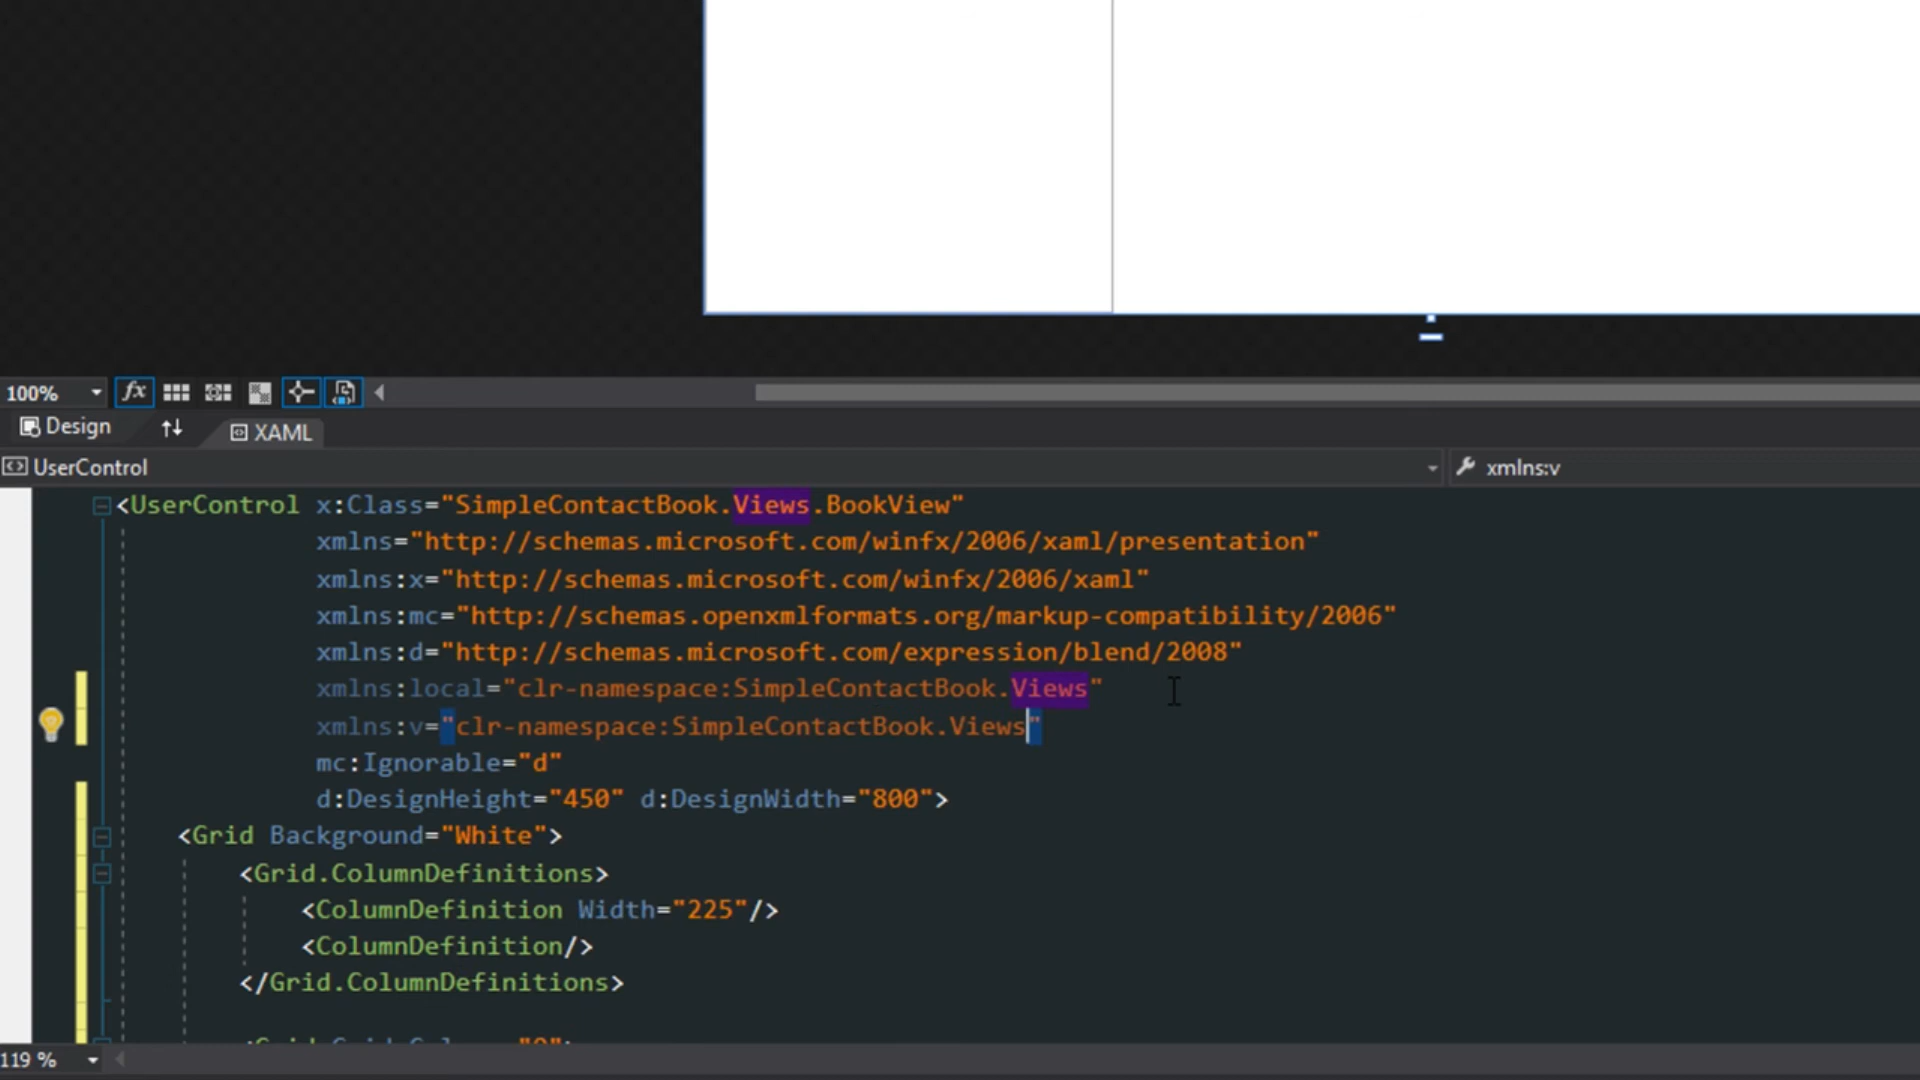 100%
fx
Design
XAML
UserControl
xmlns:v
<UserControl x:Class="SimpleContactBook.Views.BookView"
xmlns="http://schemas.microsoft.com/winfx/2006/xaml/presentation"
xmlns:x="http://schemas.microsoft.com/winfx/2006/xaml"
xmlns:mc="http://schemas.openxmlformats.org/markup-compatibility/2006"
xmlns:d="http://schemas.microsoft.com/expression/blend/2008"
xmlns:local="clr-namespace:SimpleContactBook.Views"
xmlns:v="clr-namespace:SimpleContactBook.Views"
mc:Ignorable="d"
d:DesignHeight="450" d:DesignWidth="800">
<Grid Background="White">
<Grid.ColumnDefinitions>
<ColumnDefinition Width="225"/>
<ColumnDefinition/>
</Grid.ColumnDefinitions>
119 %